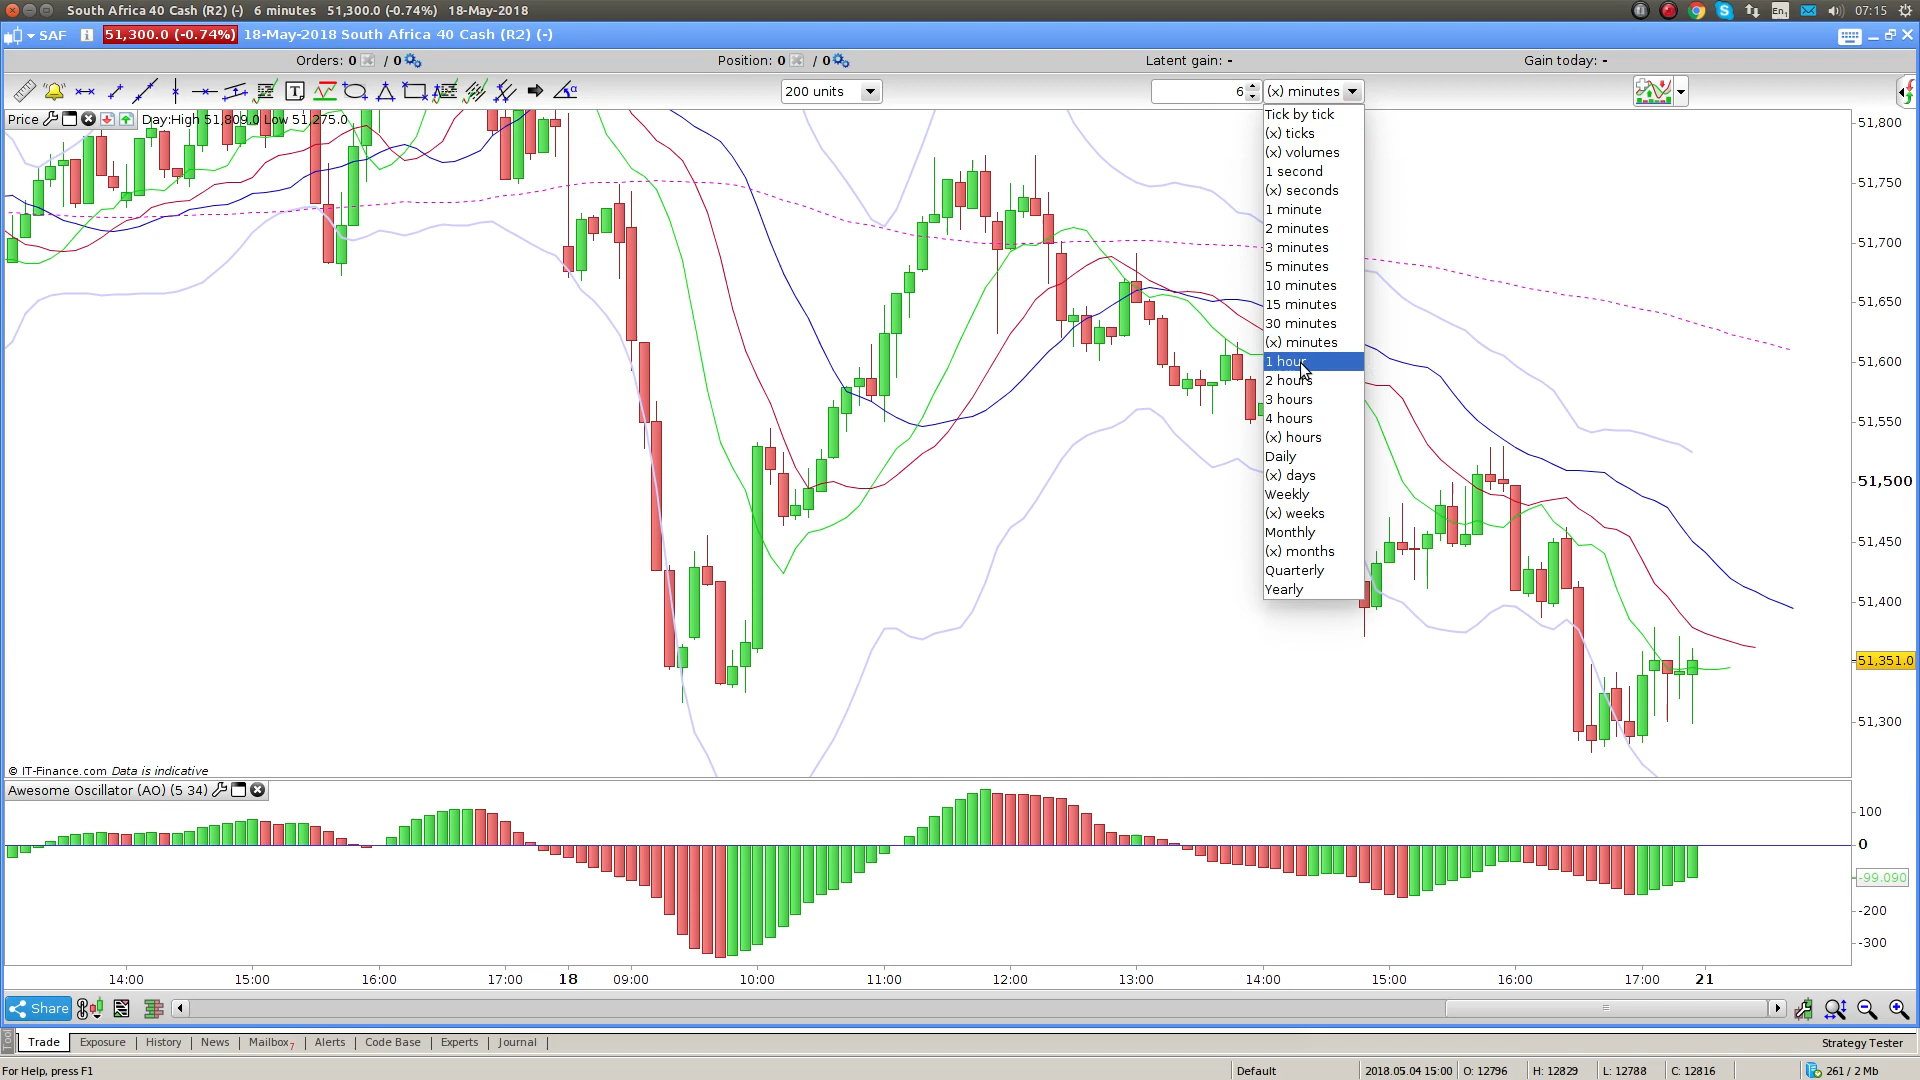 South Africa 40 Cash (R2) (-)   6 minutes   51,300.0 (-0.74%)   18-May-2018
En1
07:15
SAF
51,300.0 (-0.74%)
18-May-2018 South Africa 40 Cash (R2) (-)
Orders: 0 / 0
Position: 0 / 0
Latent gain: -
Gain today: -
200 units
6
(x) minutes
Price
Day:High 51,809.0 Low 51,275.0
Tick by tick
(x) ticks
(x) volumes
1 second
(x) seconds
1 minute
2 minutes
3 minutes
5 minutes
10 minutes
15 minutes
30 minutes
(x) minutes
1 hour
2 hours
3 hours
4 hours
(x) hours
Daily
(x) days
Weekly
(x) weeks
Monthly
(x) months
Quarterly
Yearly
51,800
51,750
51,700
51,650
51,600
51,550
51,500
51,450
51,400
51,351.0
51,300
© IT-Finance.com Data is indicative
Awesome Oscillator (AO) (5 34)
100
0
-99.090
-200
-300
14:00 15:00 16:00 17:00 18 09:00 10:00 11:00 12:00 13:00 14:00 15:00 16:00 17:00 21
Share
Trade | Exposure | History | News | Mailbox7 | Alerts | Code Base | Experts | Journal |
Strategy Tester
For Help, press F1
Default
2018.05.04 15:00
O: 12796
H: 12829
L: 12788
C: 12816
261 / 2 Mb